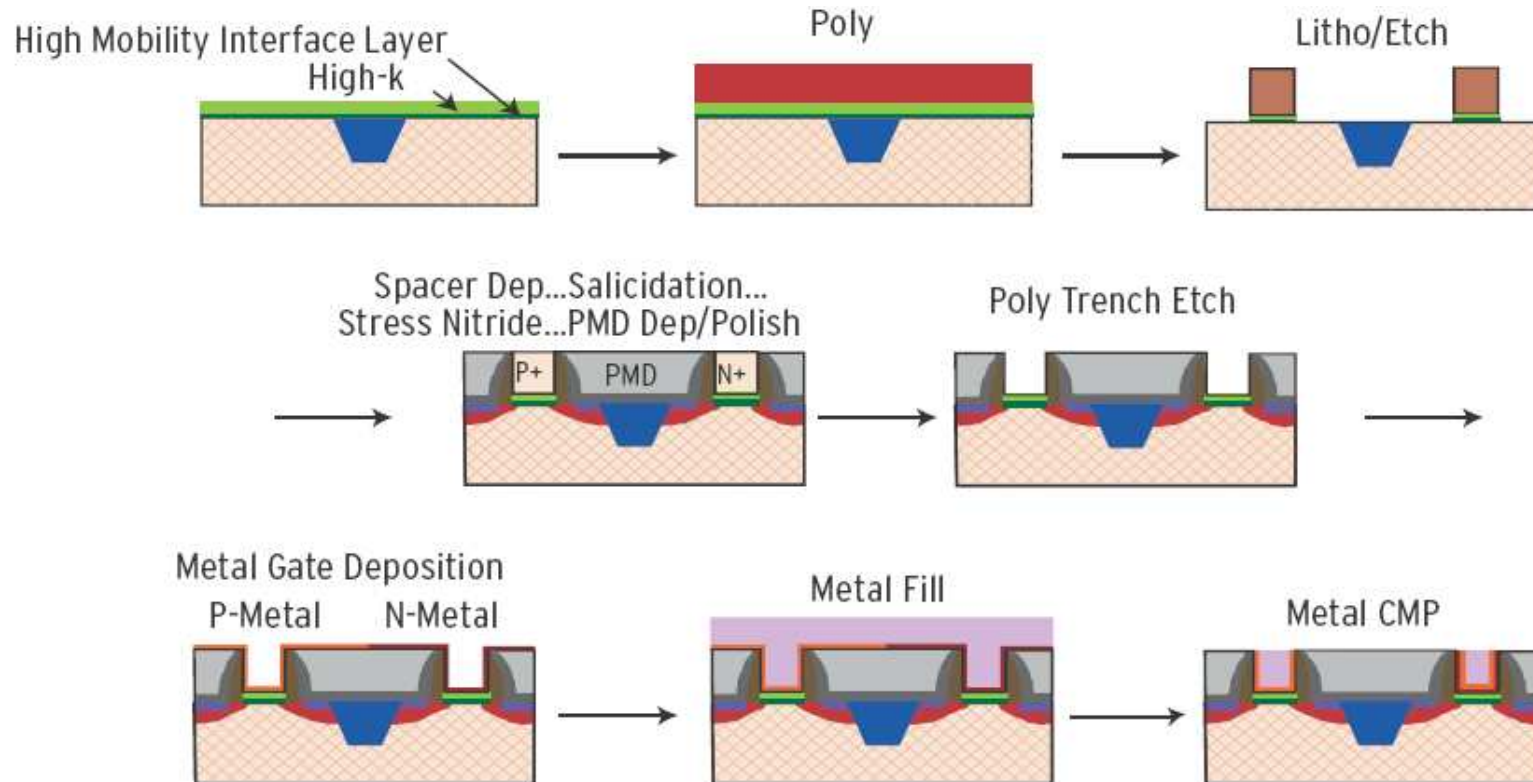 High Mobility Interface Layer
High-k
Poly
Litho/Etch
Spacer Dep...Salicidation...
Stress Nitride...PMD Dep/Polish
P+
PMD
N+
Poly Trench Etch
Metal Gate Deposition
P-Metal
N-Metal
Metal Fill
Metal CMP